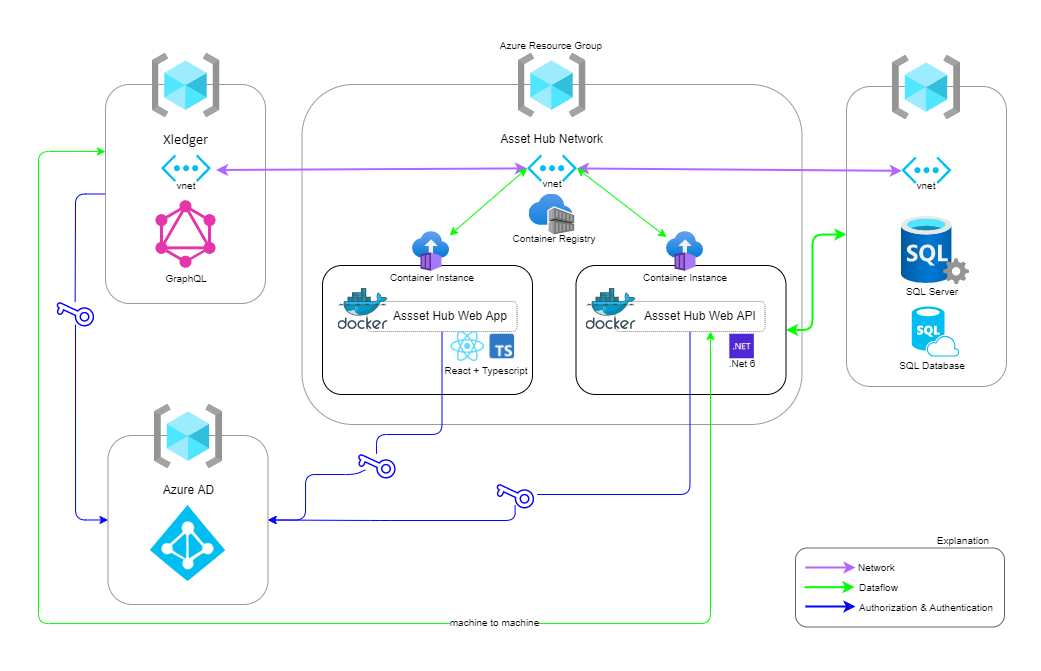 Azure Resource Group
Xledger
vnet
GraphQL
Asset Hub Network
vnet
Container Registry
vnet
SQL
SQL Server
SQL
SQL Database
Container Instance
docker
Assset Hub Web App
TS
React + Typescript
Container Instance
docker
Assset Hub Web API
.NET
.Net 6
Azure AD
machine to machine
Explanation
Network
Dataflow
Authorization & Authentication